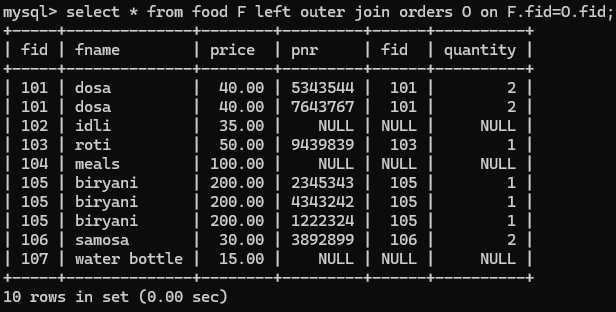 mysql> select * from food F left outer join orders O on F.fid=O.fid;
+-----+--------------+--------+---------+------+----------+
| fid | fname        | price  | pnr     | fid  | quantity |
+-----+--------------+--------+---------+------+----------+
| 101 | dosa         |  40.00 | 5343544 |  101 |        2 |
| 101 | dosa         |  40.00 | 7643767 |  101 |        2 |
| 102 | idli         |  35.00 |    NULL | NULL |     NULL |
| 103 | roti         |  50.00 | 9439839 |  103 |        1 |
| 104 | meals        | 100.00 |    NULL | NULL |     NULL |
| 105 | biryani      | 200.00 | 2345343 |  105 |        1 |
| 105 | biryani      | 200.00 | 4343242 |  105 |        1 |
| 105 | biryani      | 200.00 | 1222324 |  105 |        1 |
| 106 | samosa       |  30.00 | 3892899 |  106 |        2 |
| 107 | water bottle |  15.00 |    NULL | NULL |     NULL |
+-----+--------------+--------+---------+------+----------+
10 rows in set (0.00 sec)